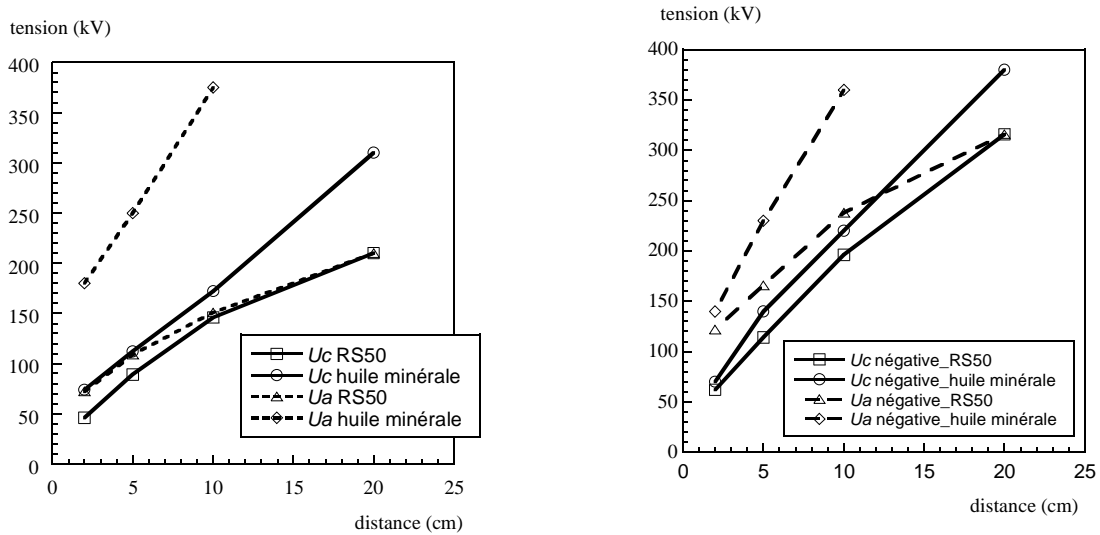 tension (kV)
400
350
300
250
200
150
100
50
0
0
5
10
15
20
25
distance (cm)
Uc RS50
Uc huile minérale
Ua RS50
Ua huile minérale
tension (kV)
400
350
300
250
200
150
100
50
0
0
5
10
15
20
25
distance (cm)
Uc négative_RS50
Uc négative_huile minérale
Ua négative_RS50
Ua négative_huile minérale